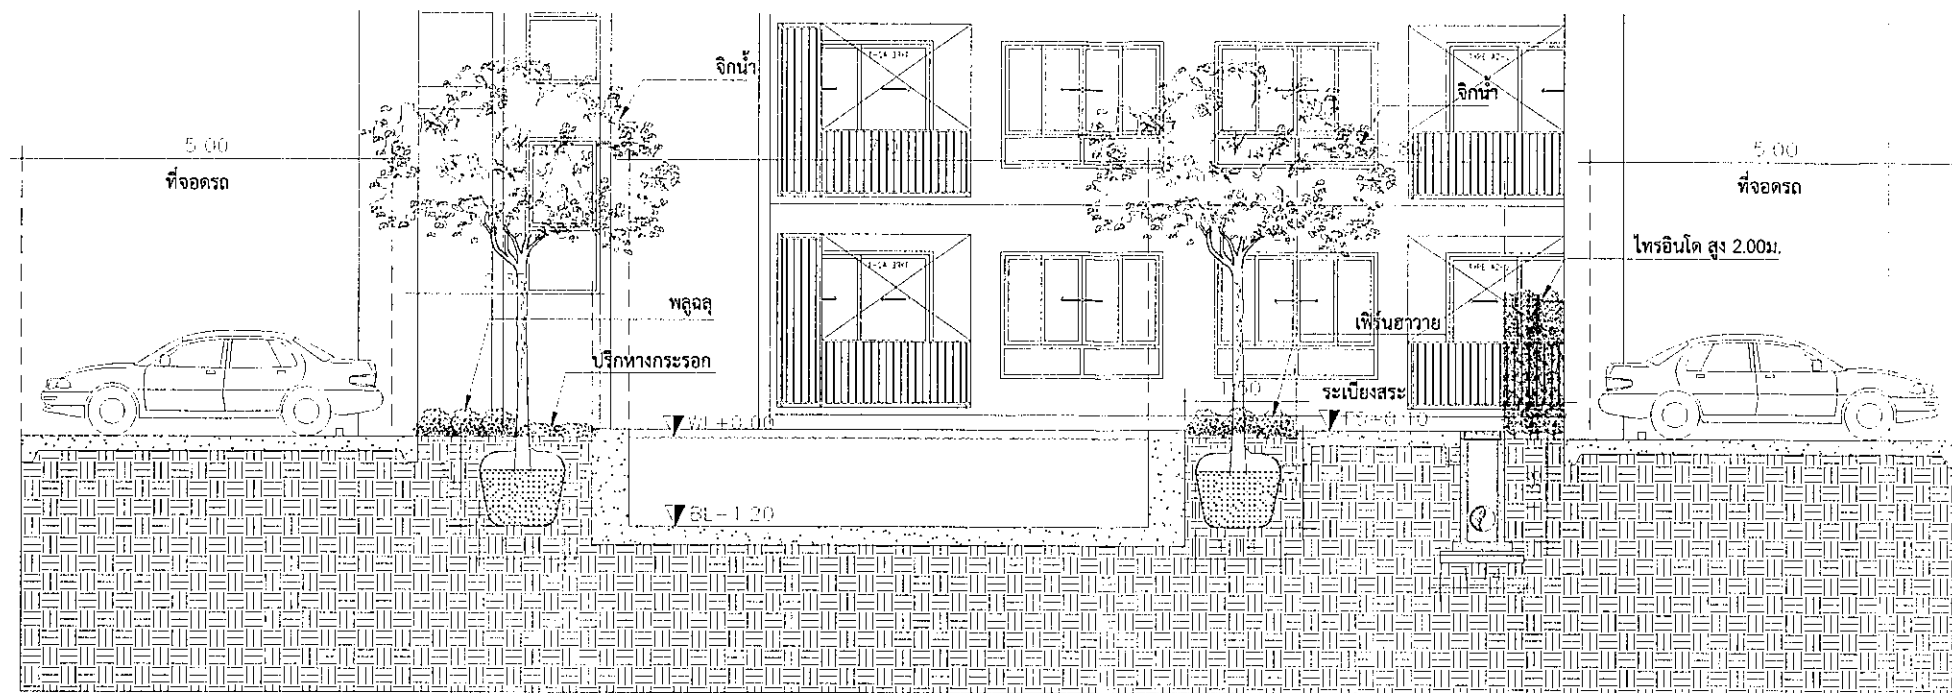 จิกน้ำ
จิกน้ำ
5.00
ที่จอดรถ
5.00
ที่จอดรถ
ไทรอินโด สูง 2.00ม.
พลูฉลุ
เฟิร์นฮาวาย
ปริกหางกระรอก
1.50
ระเบียงสระ
WL+0.00
FS+0.10
BL-1.20